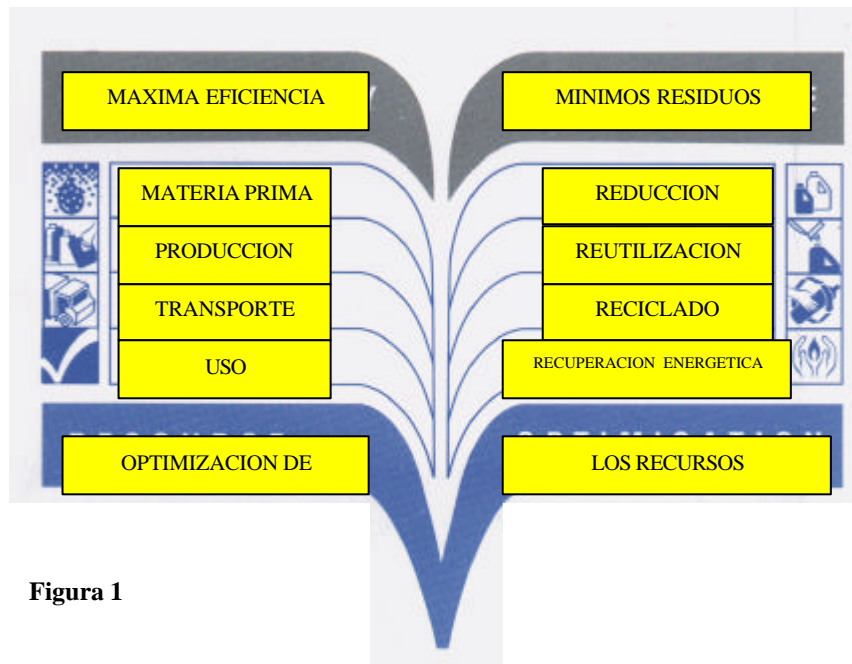 MAXIMA EFICIENCIA
MINIMOS RESIDUOS
MATERIA PRIMA
PRODUCCION
TRANSPORTE
USO
REDUCCION
REUTILIZACION
RECICLADO
RECUPERACION ENERGETICA
OPTIMIZACION DE
LOS RECURSOS
Figura 1